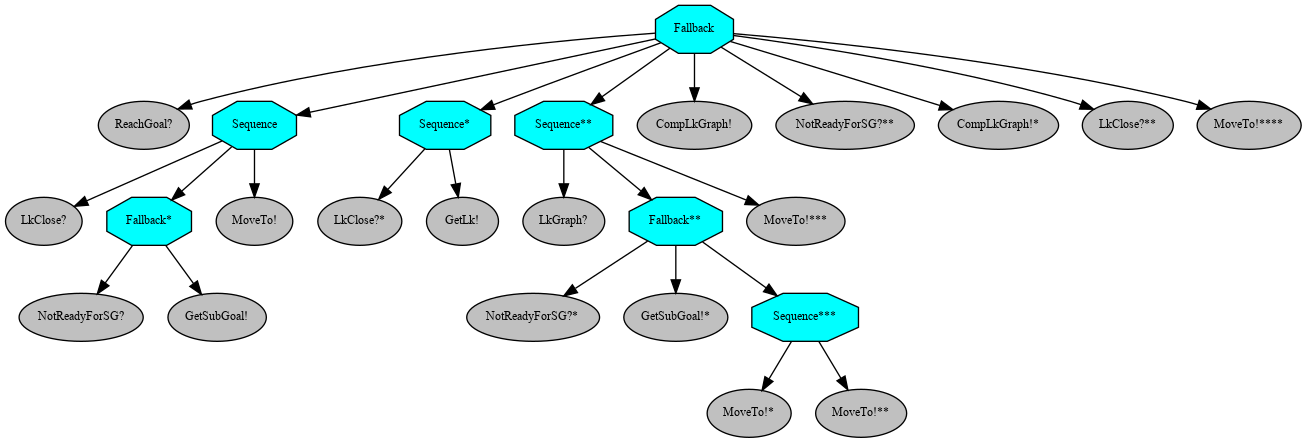 Fallback
ReachGoal?
Sequence
Sequence*
Sequence**
CompLkGraph!
NotReadyForSG?**
CompLkGraph!*
LkClose?**
MoveTo!****
LkClose?
Fallback*
MoveTo!
LkClose?*
GetLk!
LkGraph?
Fallback**
MoveTo!***
NotReadyForSG?
GetSubGoal!
NotReadyForSG?*
GetSubGoal!*
Sequence***
MoveTo!*
MoveTo!**